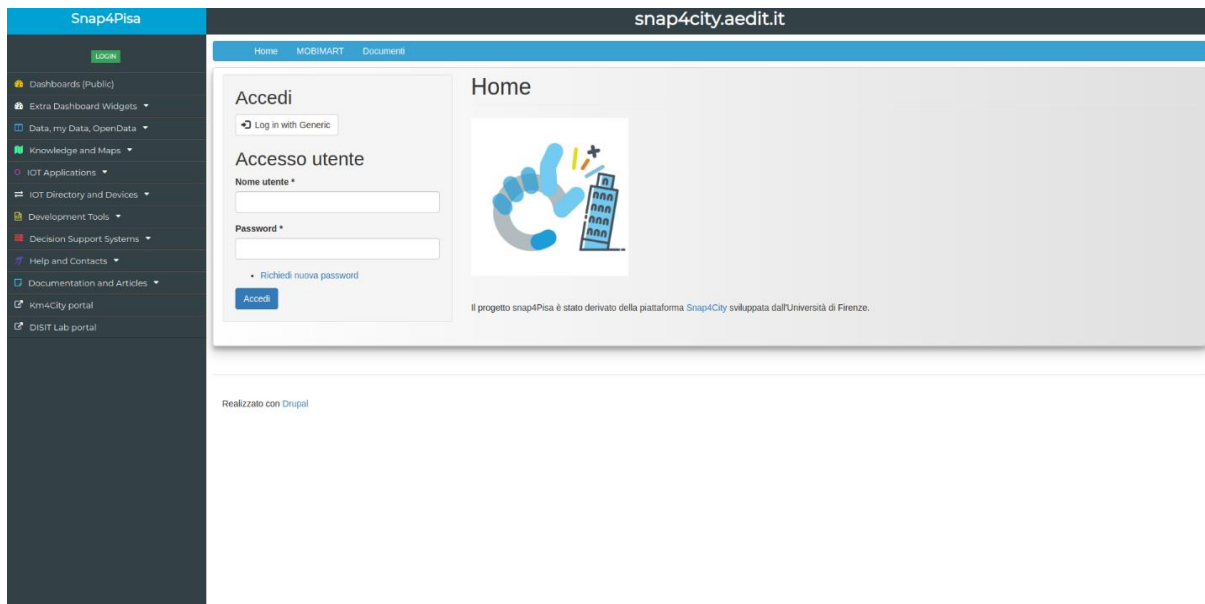 Snap4Pisa
snap4city.aedit.it
LOGIN
Dashboards (Public)
Extra Dashboard Widgets
Data, my Data, OpenData
Knowledge and Maps
IOT Applications
IOT Directory and Devices
Development Tools
Decision Support Systems
Help and Contacts
Documentation and Articles
Km4City portal
DISIT Lab portal
Home MOBIMART Documenti
Accedi
Log in with Generic
Accesso utente
Nome utente *
Password *
Richiedi nuova password
Accedi
Home
Il progetto snap4Pisa è stato derivato della piattaforma Snap4City sviluppata dall'Università di Firenze.
Realizzato con Drupal